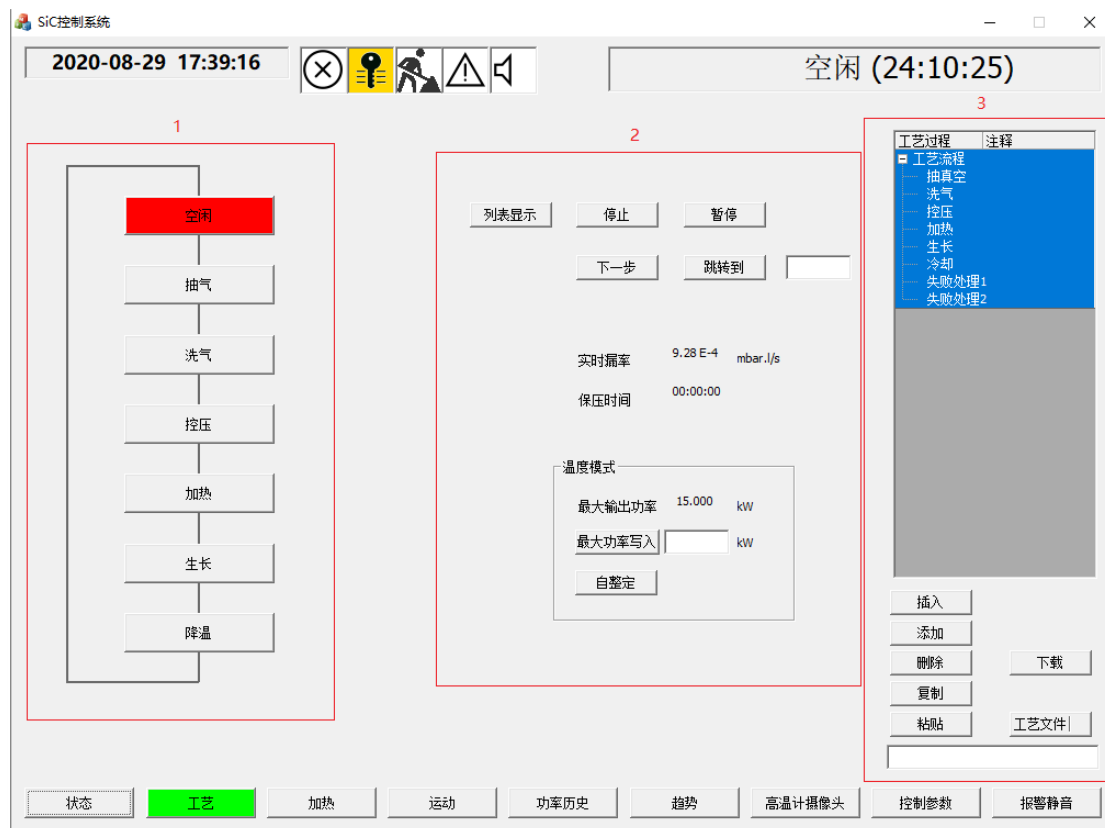 SiC控制系统
2020-08-29 17:39:16
空闲 (24:10:25)
1
空闲
抽气
洗气
控压
加热
生长
降温
2
列表显示 停止 暂停
下一步 跳转到
实时漏率 9.28 E-4 mbar.l/s
保压时间 00:00:00
温度模式
最大输出功率 15.000 kW
最大功率写入 kW
自整定
3
工艺过程 注释
工艺流程
抽真空
洗气
控压
加热
生长
冷却
失败处理1
失败处理2
插入
添加
删除 下载
复制
粘贴 工艺文件
状态 工艺 加热 运动 功率历史 趋势 高温计摄像头 控制参数 报警静音